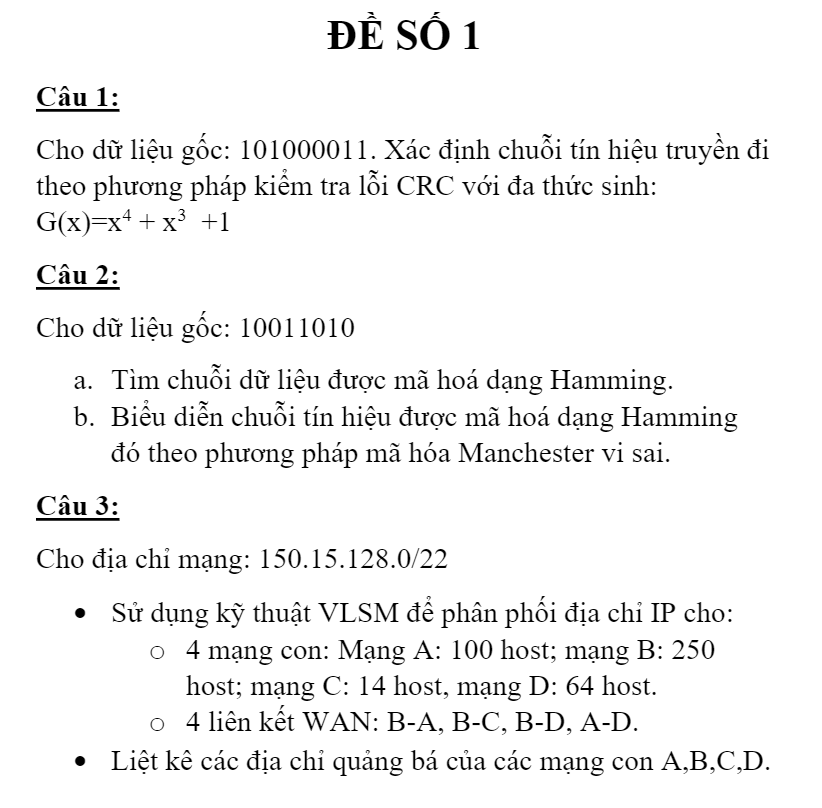 ĐỀ SỐ 1
Câu 1:
Cho dữ liệu gốc: 101000011. Xác định chuỗi tín hiệu truyền đi
theo phương pháp kiểm tra lỗi CRC với đa thức sinh:
G(x)=x⁴ + x³ +1
Câu 2:
Cho dữ liệu gốc: 10011010
a. Tìm chuỗi dữ liệu được mã hoá dạng Hamming.
b. Biểu diễn chuỗi tín hiệu được mã hoá dạng Hamming
đó theo phương pháp mã hóa Manchester vi sai.
Câu 3:
Cho địa chỉ mạng: 150.15.128.0/22
• Sử dụng kỹ thuật VLSM để phân phối địa chỉ IP cho:
○ 4 mạng con: Mạng A: 100 host; mạng B: 250
host; mạng C: 14 host, mạng D: 64 host.
○ 4 liên kết WAN: B-A, B-C, B-D, A-D.
• Liệt kê các địa chỉ quảng bá của các mạng con A,B,C,D.